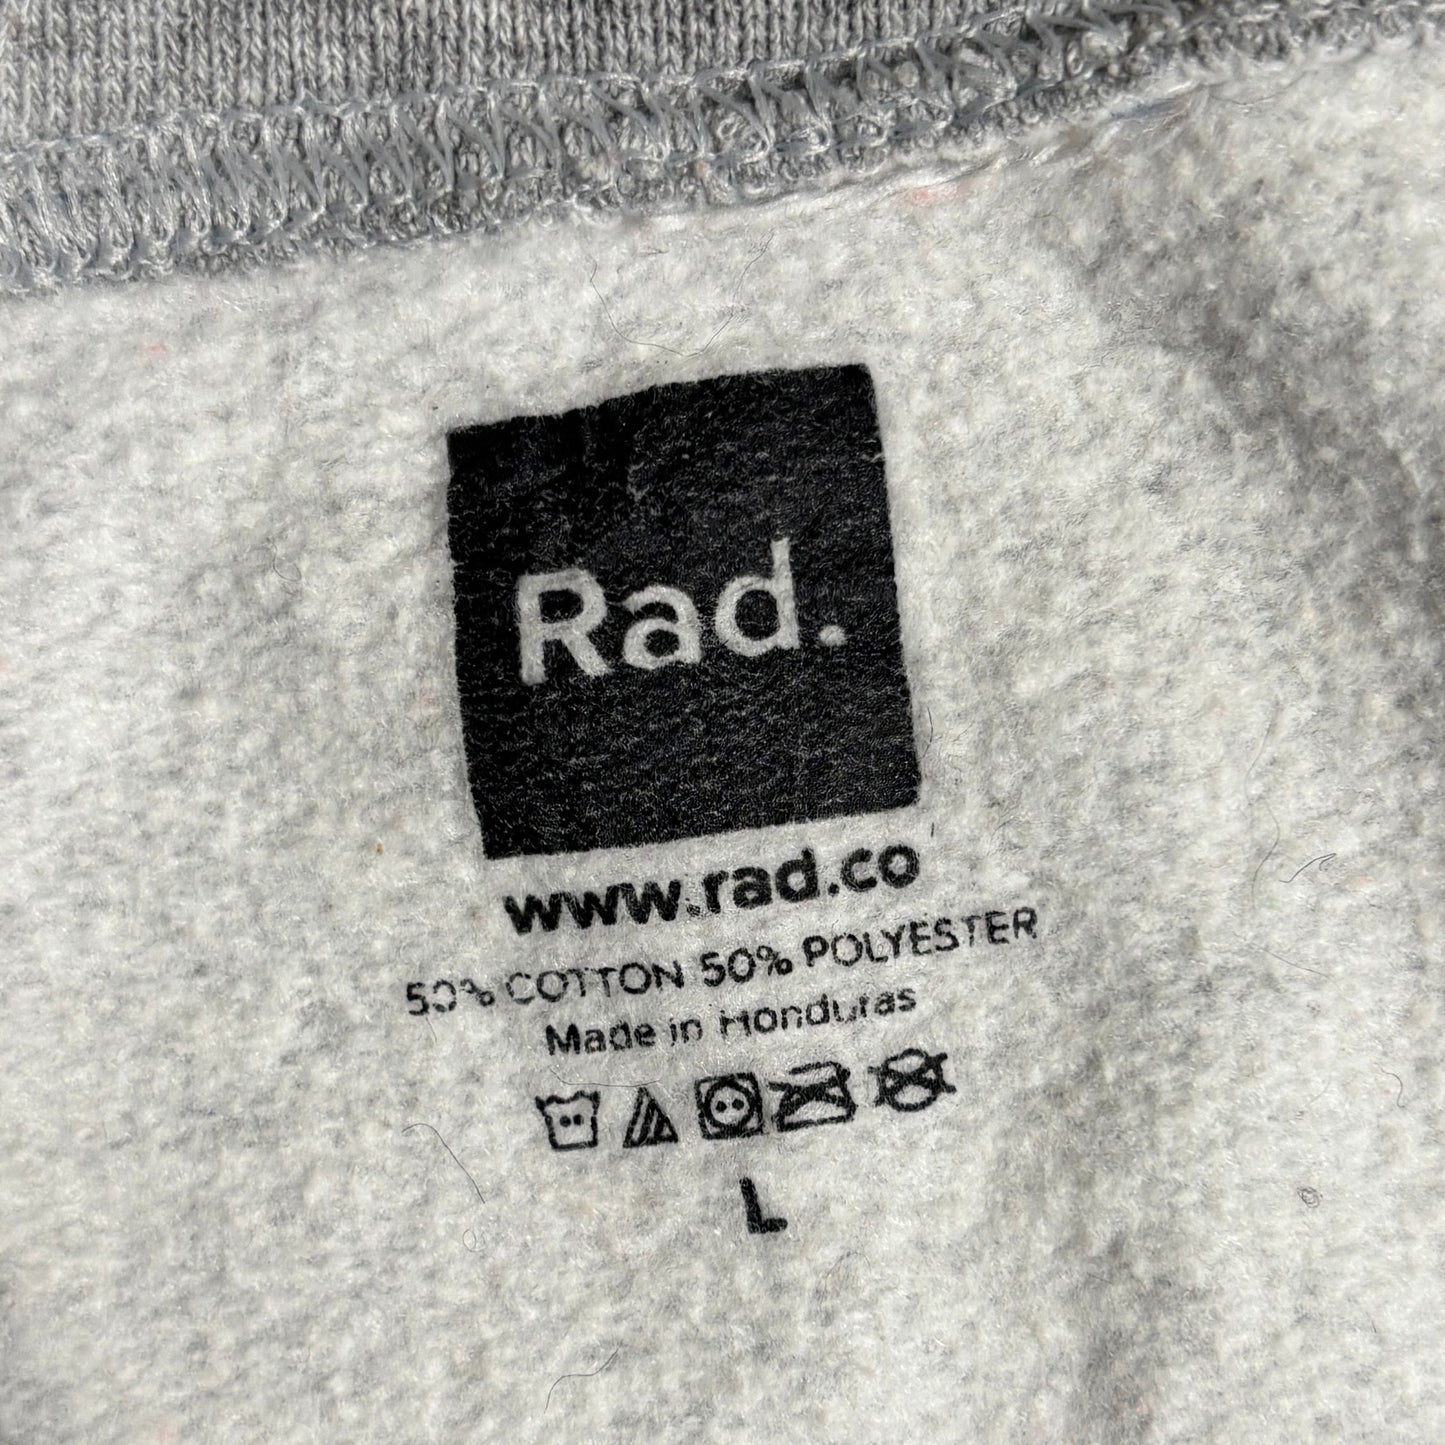 Rad.
www.rad.co
50% COTTON 50% POLYESTER
Made in Honduras
L